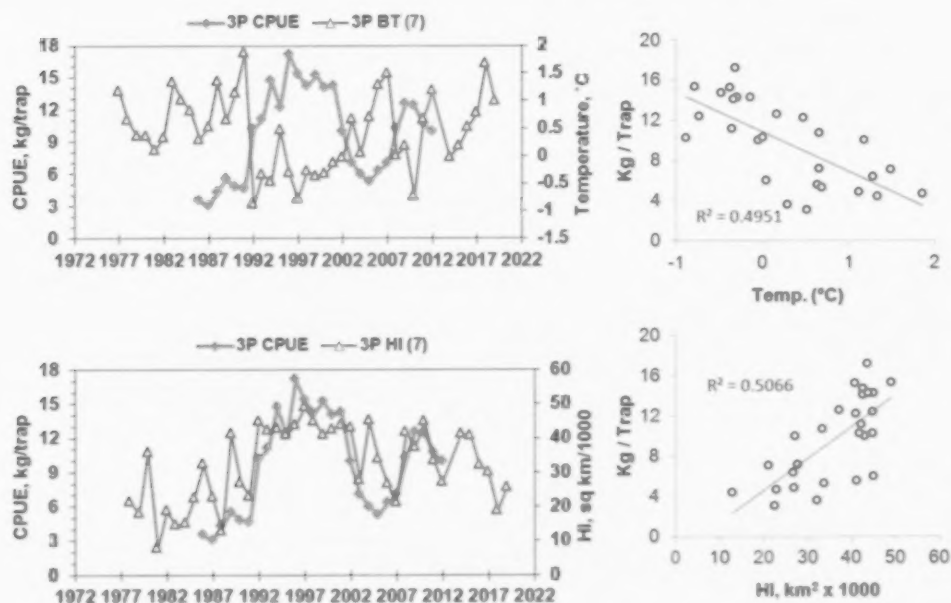 3P CPUE 3P BT (7)
CPUE, kg/trap
18
15
12
9
6
3
0
2
1.5
1
0.5
0
-0.5
-1
-1.5
Temperature, °C
1972 1977 1982 1987 1992 1997 2002 2007 2012 2017 2022
Kg / Trap
20
16
12
8
4
0
R² = 0.4951
-1 0 1 2
Temp. (°C)
3P CPUE 3P HI (7)
CPUE, kg/trap
18
15
12
9
6
3
0
60
50
40
30
20
10
0
HI, sq km/1000
1972 1977 1982 1987 1992 1997 2002 2007 2012 2017 2022
Kg / Trap
20
16
12
8
4
0
R² = 0.5066
0 10 20 30 40 50 60
HI, km² x 1000